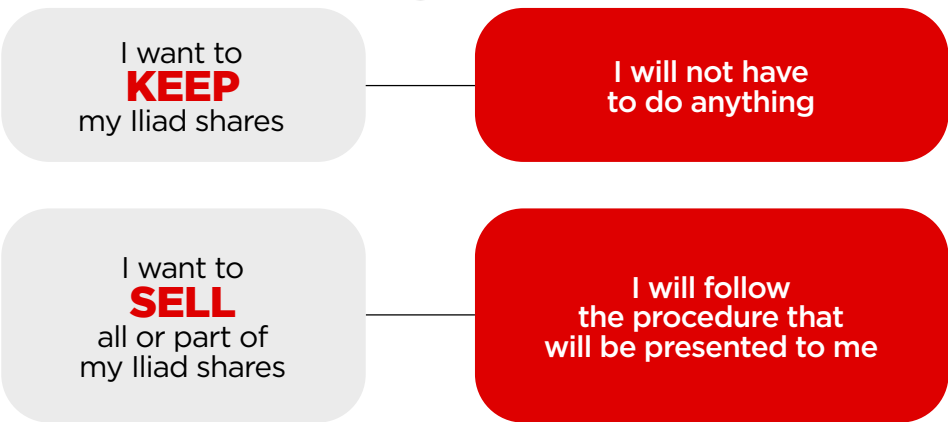 I want to
KEEP
my Iliad shares
I will not have
to do anything
I want to
SELL
all or part of
my Iliad shares
I will follow
the procedure that
will be presented to me